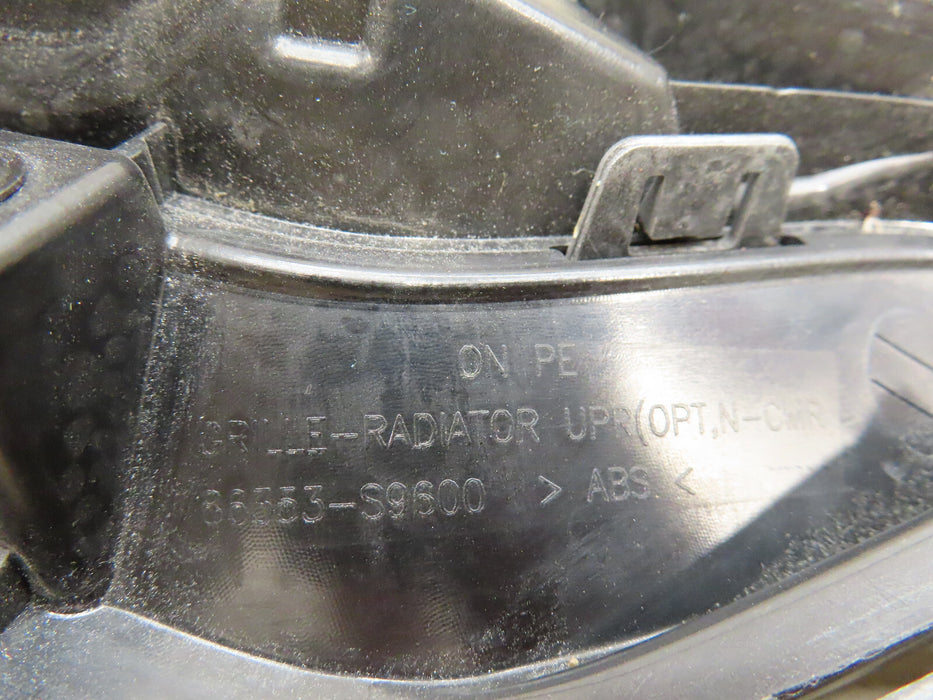 ON PE
GRILLE-RADIATOR UPR(OPT,N-CMR
86353-S9600 > ABS <